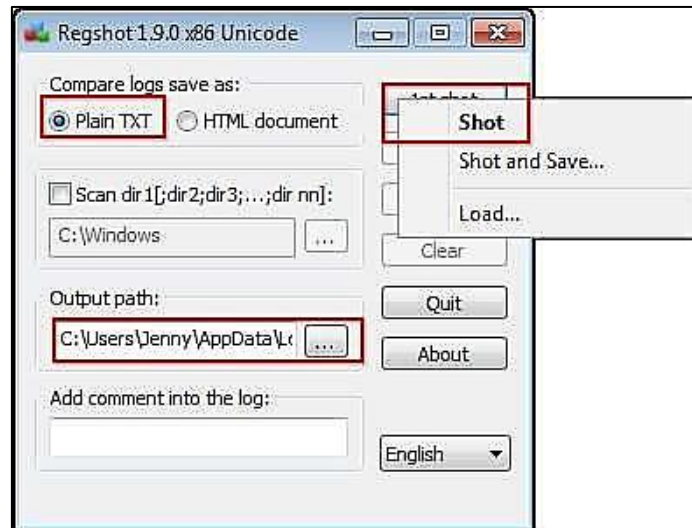 Regshot 1.9.0 x86 Unicode
Compare logs save as:
Plain TXT
HTML document
Shot
Shot and Save...
Load...
Scan dir1[;dir2;dir3;...;dir nn]:
C:\Windows
...
Clear
Output path:
C:\Users\Jenny\AppData\Lo
...
Quit
About
Add comment into the log:
English